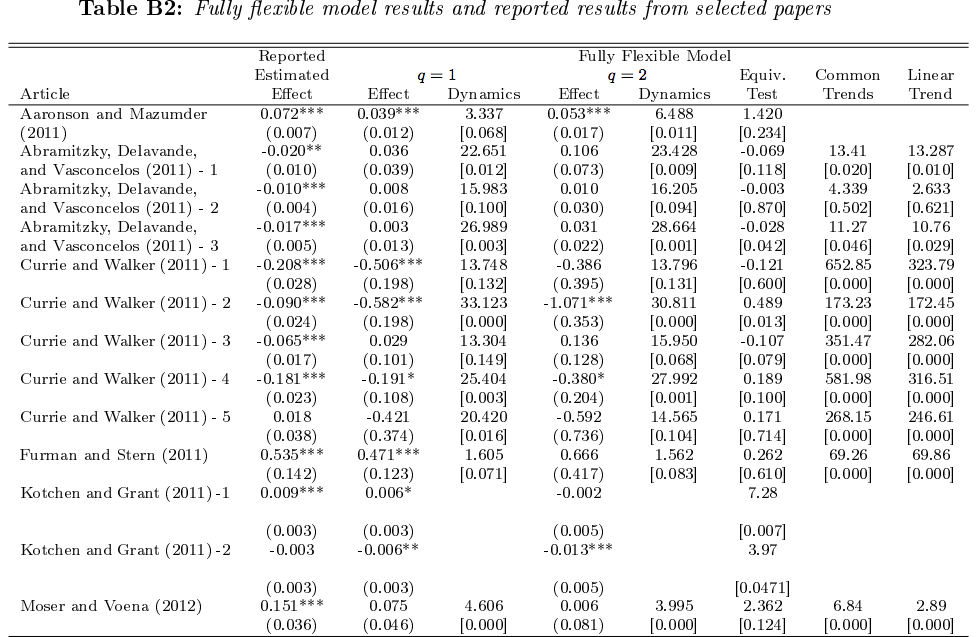 Table B2: Fully flexible model results and reported results from selected papers
Reported Fully Flexible Model
Estimated q = 1 q = 2 Equiv. Common Linear
Article Effect Effect Dynamics Effect Dynamics Test Trends Trend
Aaronson and Mazumder 0.072*** 0.039*** 3.337 0.053*** 6.488 1.420
(2011) (0.007) (0.012) [0.068] (0.017) [0.011] [0.234]
Abramitzky, Delavande, -0.020** 0.036 22.651 0.106 23.428 -0.069 13.41 13.287
and Vasconcelos (2011) - 1 (0.010) (0.039) [0.012] (0.073) [0.009] [0.118] [0.020] [0.010]
Abramitzky, Delavande, -0.010*** 0.008 15.983 0.010 16.205 -0.003 4.339 2.633
and Vasconcelos (2011) - 2 (0.004) (0.016) [0.100] (0.030) [0.094] [0.870] [0.502] [0.621]
Abramitzky, Delavande, -0.017*** 0.003 26.989 0.031 28.664 -0.028 11.27 10.76
and Vasconcelos (2011) - 3 (0.005) (0.013) [0.003] (0.022) [0.001] [0.042] [0.046] [0.029]
Currie and Walker (2011) - 1 -0.208*** -0.506*** 13.748 -0.386 13.796 -0.121 652.85 323.79
(0.028) (0.198) [0.132] (0.395) [0.131] [0.600] [0.000] [0.000]
Currie and Walker (2011) - 2 -0.090*** -0.582*** 33.123 -1.071*** 30.811 0.489 173.23 172.45
(0.024) (0.198) [0.000] (0.353) [0.000] [0.013] [0.000] [0.000]
Currie and Walker (2011) - 3 -0.065*** 0.029 13.304 0.136 15.950 -0.107 351.47 282.06
(0.017) (0.101) [0.149] (0.128) [0.068] [0.079] [0.000] [0.000]
Currie and Walker (2011) - 4 -0.181*** -0.191* 25.404 -0.380* 27.992 0.189 581.98 316.51
(0.023) (0.108) [0.003] (0.204) [0.001] [0.100] [0.000] [0.000]
Currie and Walker (2011) - 5 0.018 -0.421 20.420 -0.592 14.565 0.171 268.15 246.61
(0.038) (0.374) [0.016] (0.736) [0.104] [0.714] [0.000] [0.000]
Furman and Stern (2011) 0.535*** 0.471*** 1.605 0.666 1.562 0.262 69.26 69.86
(0.142) (0.123) [0.071] (0.417) [0.083] [0.610] [0.000] [0.000]
Kotchen and Grant (2011) -1 0.009*** 0.006* -0.002 7.28
(0.003) (0.003) (0.005) [0.007]
Kotchen and Grant (2011) -2 -0.003 -0.006** -0.013*** 3.97
(0.003) (0.003) (0.005) [0.0471]
Moser and Voena (2012) 0.151*** 0.075 4.606 0.006 3.995 2.362 6.84 2.89
(0.036) (0.046) [0.000] (0.081) [0.000] [0.124] [0.000] [0.000]